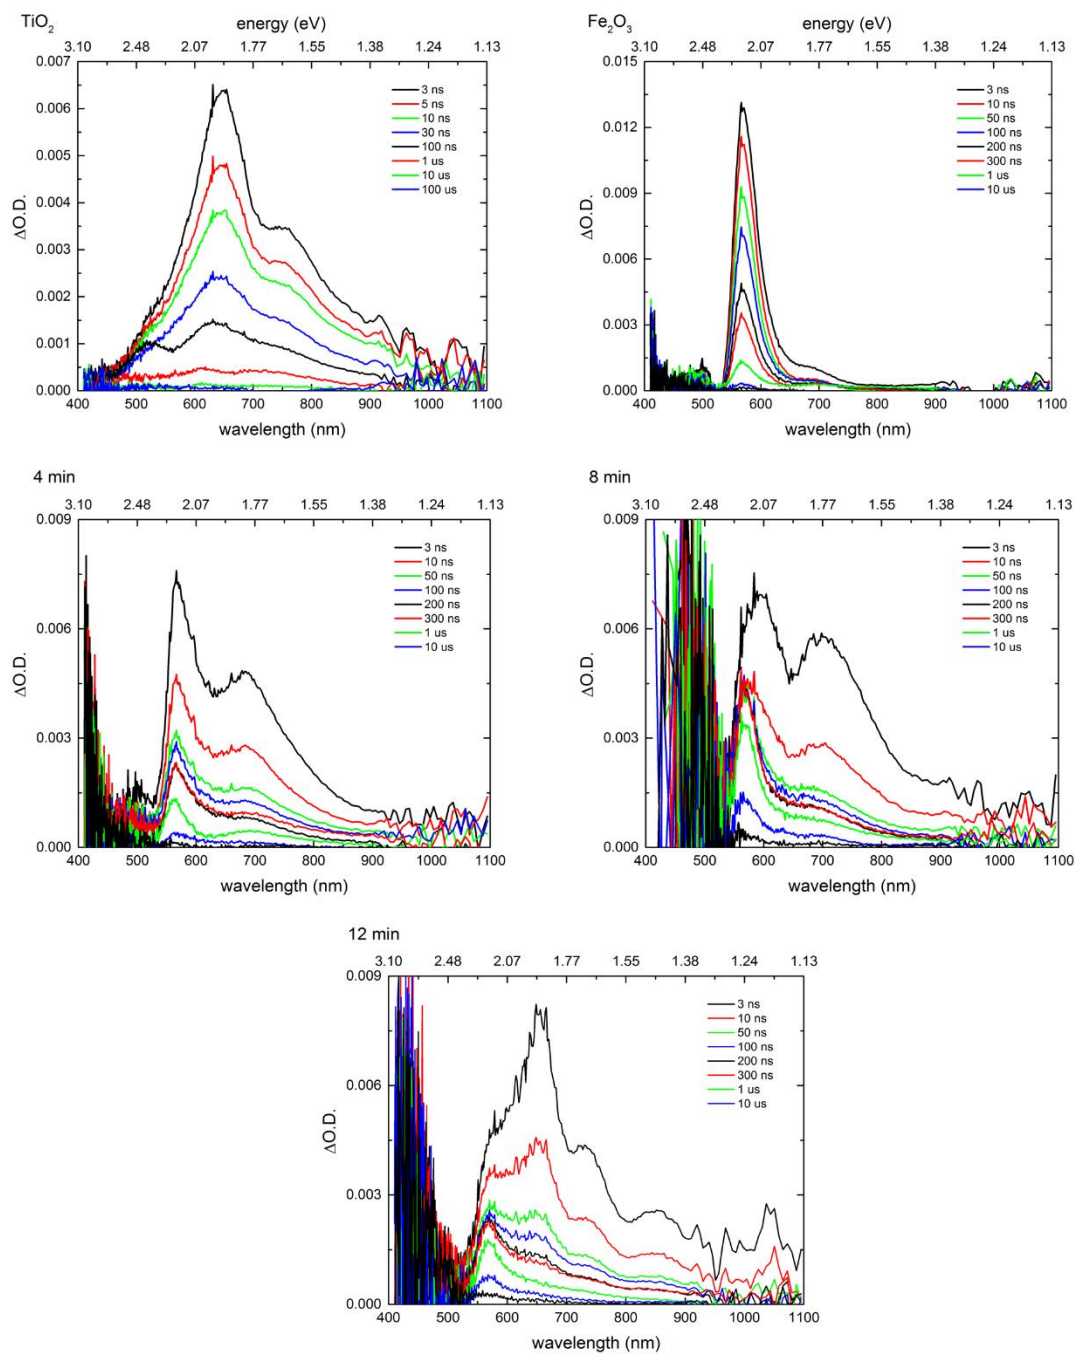 TiO2
energy (eV)
3.10 2.48 2.07 1.77 1.55 1.38 1.24 1.13
0.007
0.006
0.005
0.004
0.003
0.002
0.001
0.000
ΔO.D.
3 ns
5 ns
10 ns
30 ns
100 ns
1 us
10 us
100 us
400 500 600 700 800 900 1000 1100
wavelength (nm)
Fe2O3
energy (eV)
3.10 2.48 2.07 1.77 1.55 1.38 1.24 1.13
0.015
0.012
0.009
0.006
0.003
0.000
ΔO.D.
3 ns
10 ns
50 ns
100 ns
200 ns
300 ns
1 us
10 us
400 500 600 700 800 900 1000 1100
wavelength (nm)
4 min
3.10 2.48 2.07 1.77 1.55 1.38 1.24 1.13
0.009
0.006
0.003
0.000
ΔO.D.
3 ns
10 ns
50 ns
100 ns
200 ns
300 ns
1 us
10 us
400 500 600 700 800 900 1000 1100
wavelength (nm)
8 min
3.10 2.48 2.07 1.77 1.55 1.38 1.24 1.13
0.009
0.006
0.003
0.000
ΔO.D.
3 ns
10 ns
50 ns
100 ns
200 ns
300 ns
1 us
10 us
400 500 600 700 800 900 1000 1100
wavelength (nm)
12 min
3.10 2.48 2.07 1.77 1.55 1.38 1.24 1.13
0.009
0.006
0.003
0.000
ΔO.D.
3 ns
10 ns
50 ns
100 ns
200 ns
300 ns
1 us
10 us
400 500 600 700 800 900 1000 1100
wavelength (nm)